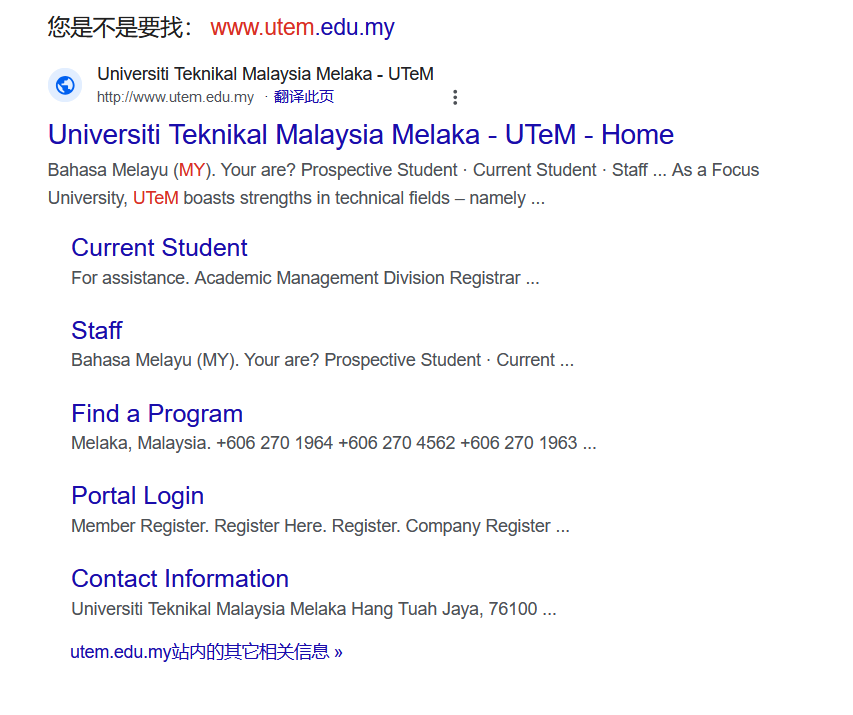 您是不是要找： www.utem.edu.my
Universiti Teknikal Malaysia Melaka - UTeM
http://www.utem.edu.my · 翻译此页
Universiti Teknikal Malaysia Melaka - UTeM - Home
Bahasa Melayu (MY). Your are? Prospective Student · Current Student · Staff ... As a Focus
University, UTeM boasts strengths in technical fields – namely ...
Current Student
For assistance. Academic Management Division Registrar ...
Staff
Bahasa Melayu (MY). Your are? Prospective Student · Current ...
Find a Program
Melaka, Malaysia. +606 270 1964 +606 270 4562 +606 270 1963 ...
Portal Login
Member Register. Register Here. Register. Company Register ...
Contact Information
Universiti Teknikal Malaysia Melaka Hang Tuah Jaya, 76100 ...
utem.edu.my站内的其它相关信息 »